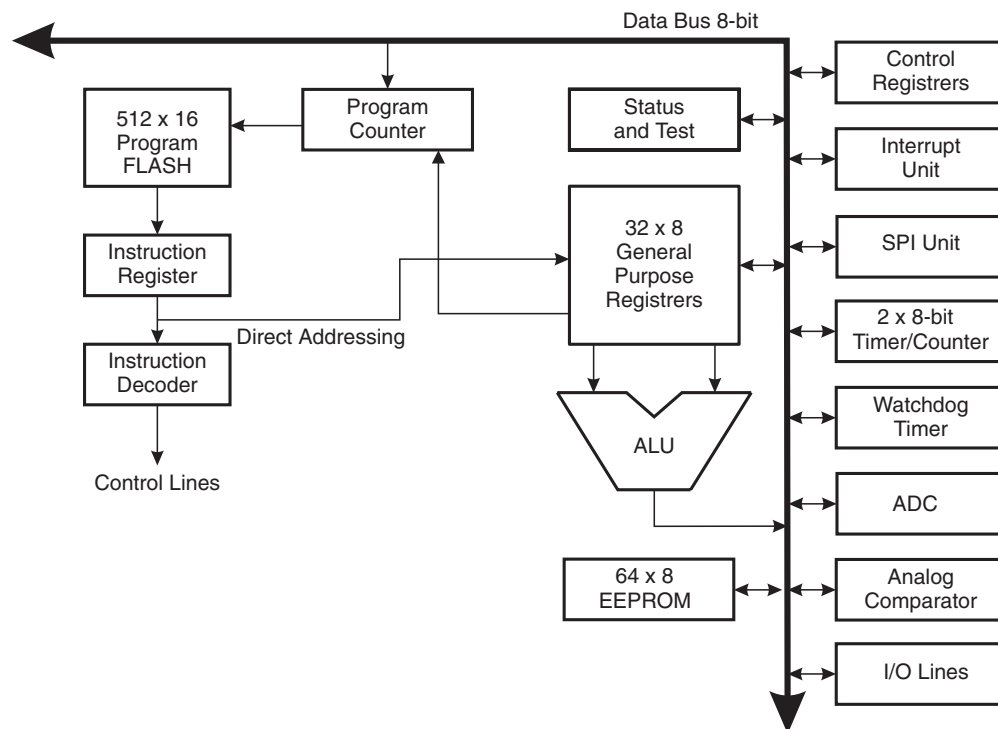 Data Bus 8-bit
512 x 16
Program
FLASH
Program
Counter
Status
and Test
Control
Registrers
Interrupt
Unit
Instruction
Register
32 x 8
General
Purpose
Registrers
SPI Unit
Direct Addressing
2 x 8-bit
Timer/Counter
Instruction
Decoder
Watchdog
Timer
ALU
Control Lines
ADC
64 x 8
EEPROM
Analog
Comparator
I/O Lines